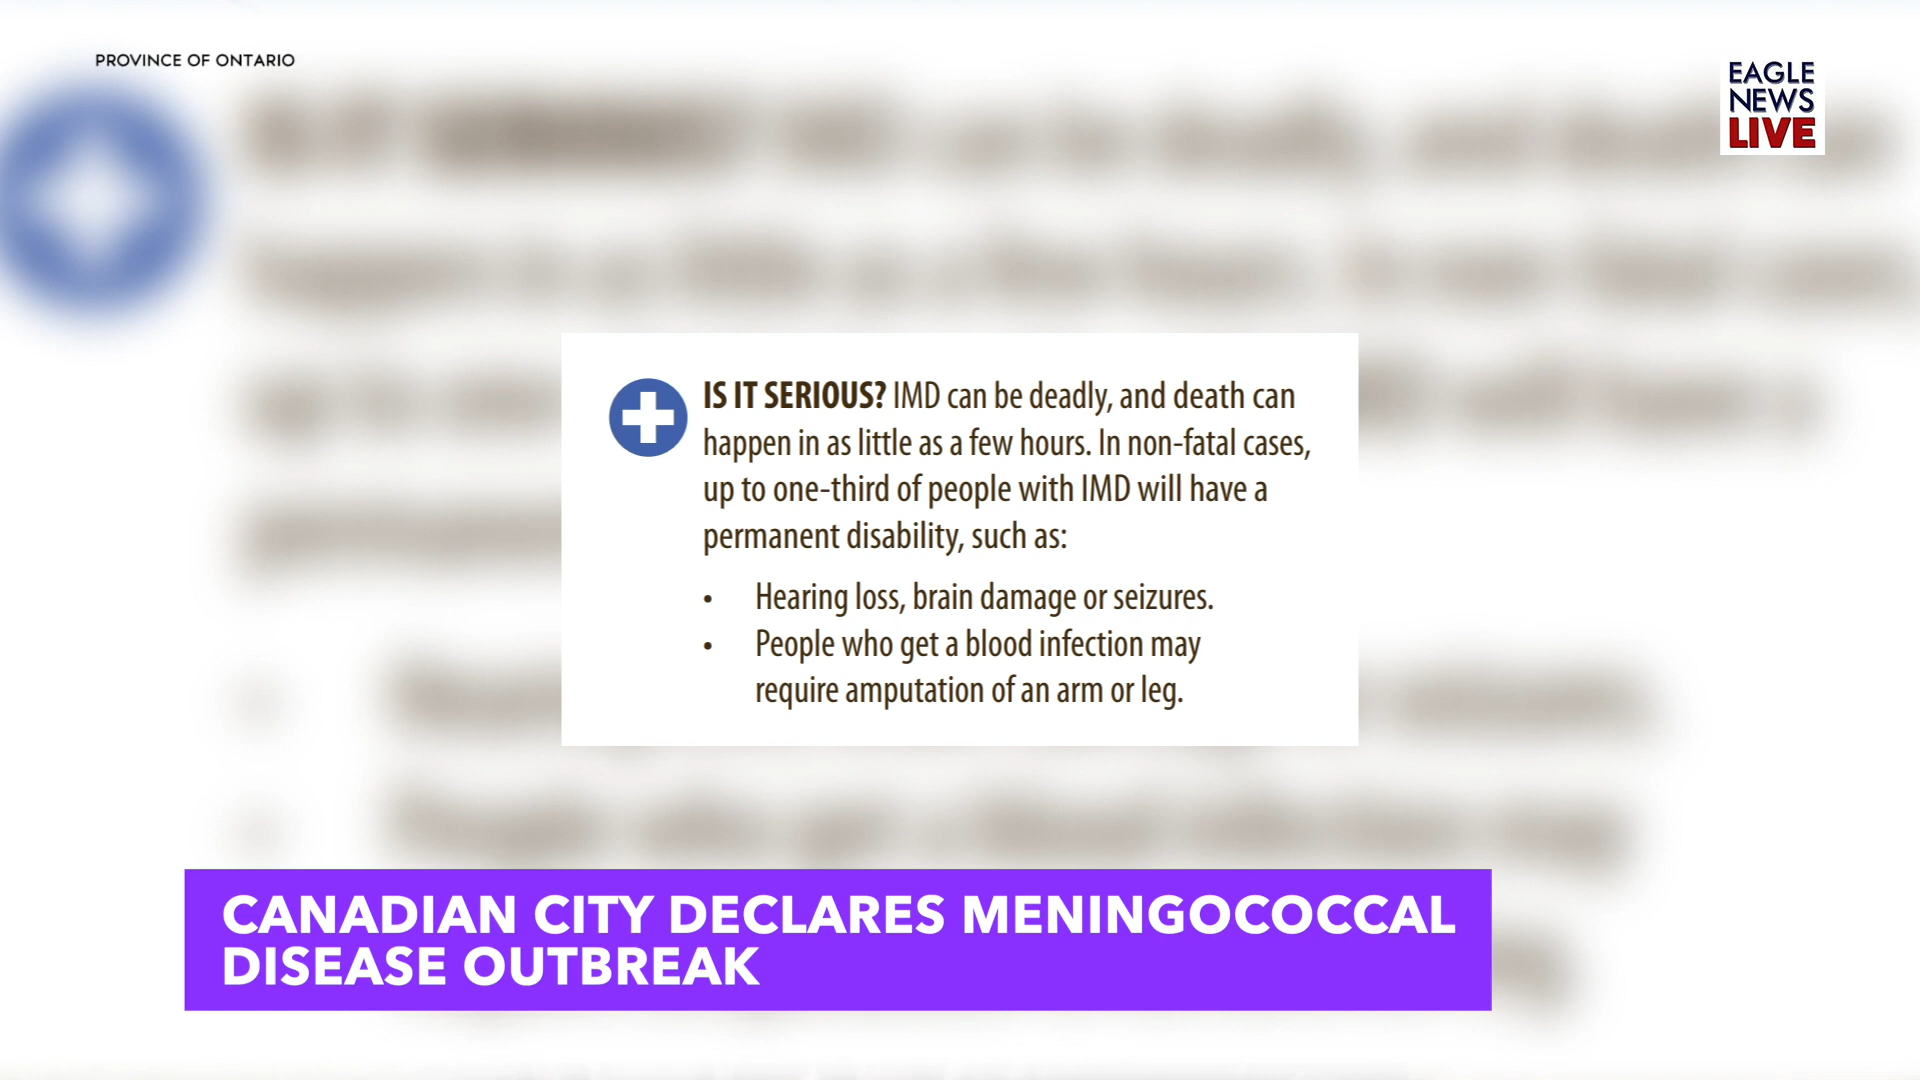 PROVINCE OF ONTARIO
EAGLE
NEWS
LIVE
IS IT SERIOUS? IMD can be deadly, and death can
happen in as little as a few hours. In non-fatal cases,
up to one-third of people with IMD will have a
permanent disability, such as:
• Hearing loss, brain damage or seizures.
• People who get a blood infection may
require amputation of an arm or leg.
CANADIAN CITY DECLARES MENINGOCOCCAL
DISEASE OUTBREAK